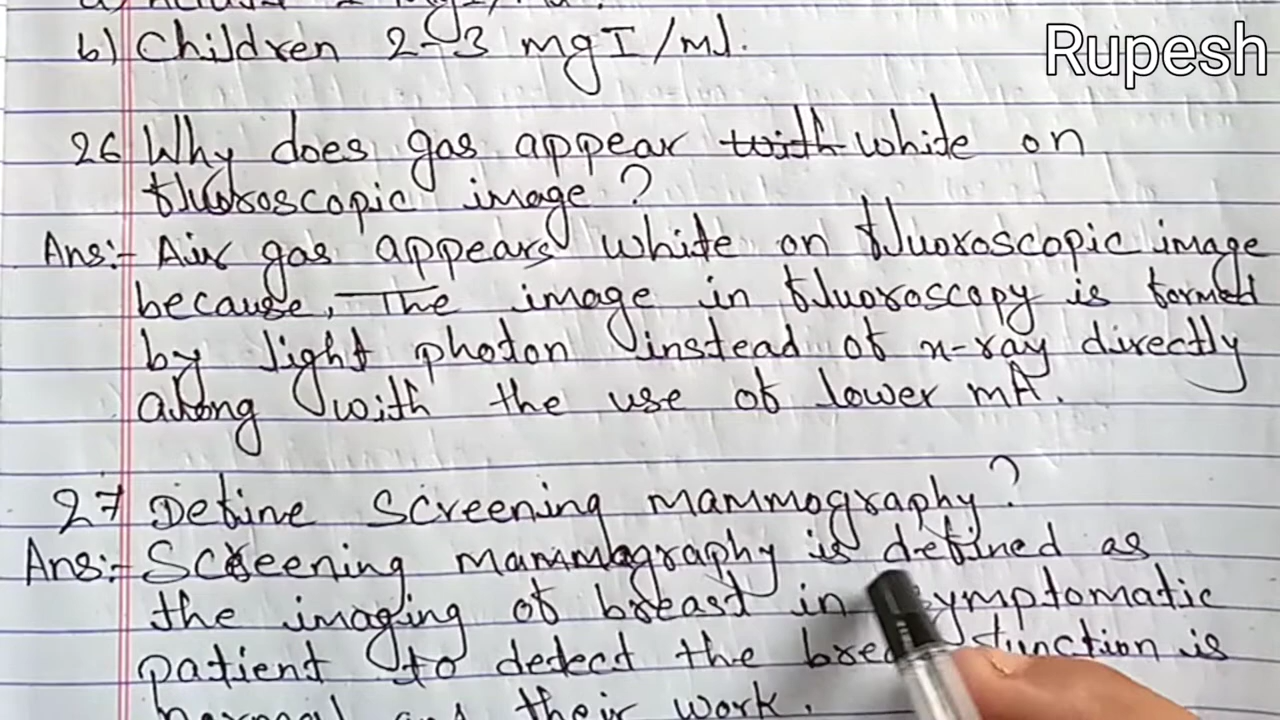 b) Children 2-3 mgI/ml.
Rupesh
26 Why does gas appear with white on
fluoroscopic image?
Ans:- Air gas appears white on fluoroscopic image
because, The image in fluoroscopy is formed
by light photon instead of x-ray directly
along with the use of lower mA.
27 Define Screening mammography?
Ans:- Screening mammography is defined as
the imaging of breast in symptomatic
patient to detect the function is
their work.